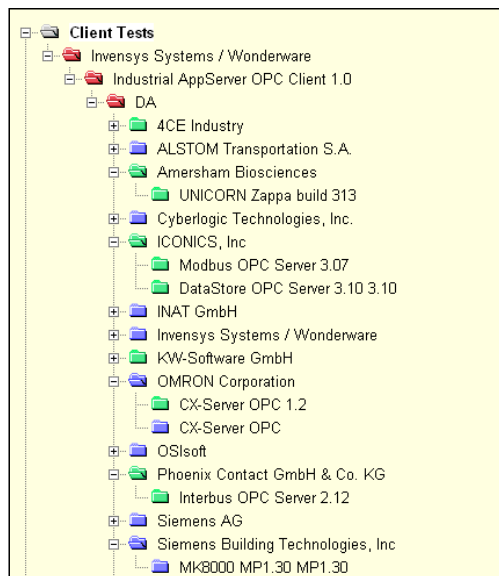 Client Tests
Invensys Systems / Wonderware
Industrial AppServer OPC Client 1.0
DA
4CE Industry
ALSTOM Transportation S.A.
Amersham Biosciences
UNICORN Zappa build 313
Cyberlogic Technologies, Inc.
ICONICS, Inc
Modbus OPC Server 3.07
DataStore OPC Server 3.10 3.10
INAT GmbH
Invensys Systems / Wonderware
KW-Software GmbH
OMRON Corporation
CX-Server OPC 1.2
CX-Server OPC
OSIsoft
Phoenix Contact GmbH & Co. KG
Interbus OPC Server 2.12
Siemens AG
Siemens Building Technologies, Inc
MK8000 MP1.30 MP1.30